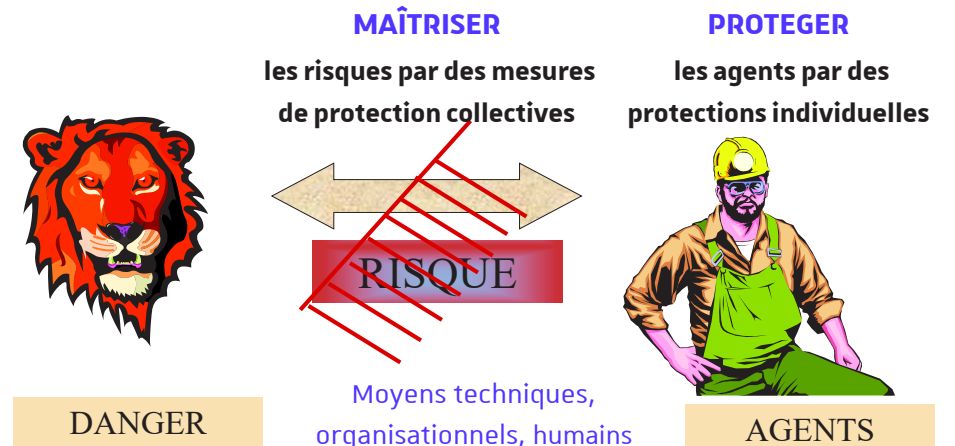 MAÎTRISER
les risques par des mesures
de protection collectives
PROTEGER
les agents par des
protections individuelles
RISQUE
DANGER
Moyens techniques,
organisationnels, humains
AGENTS